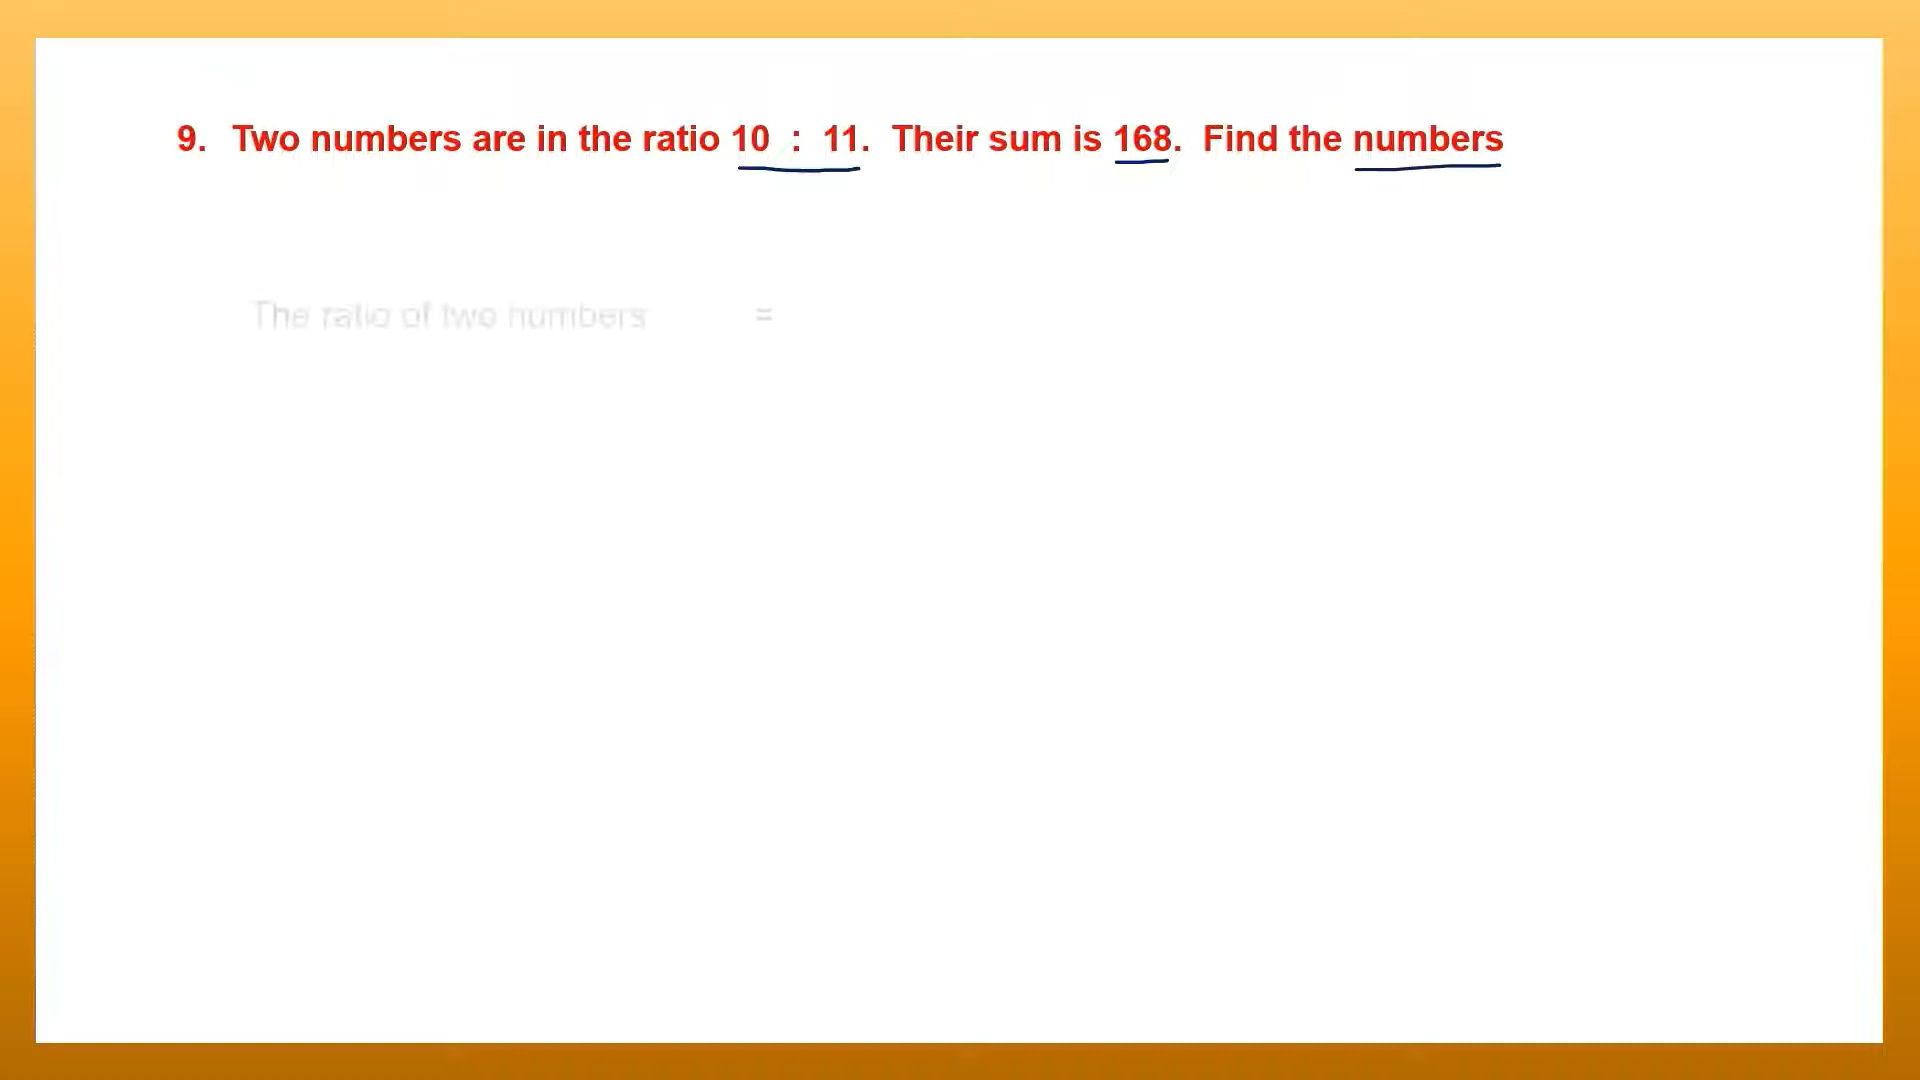 9. Two numbers are in the ratio 10 : 11. Their sum is 168. Find the numbers
The ratio of two numbers =